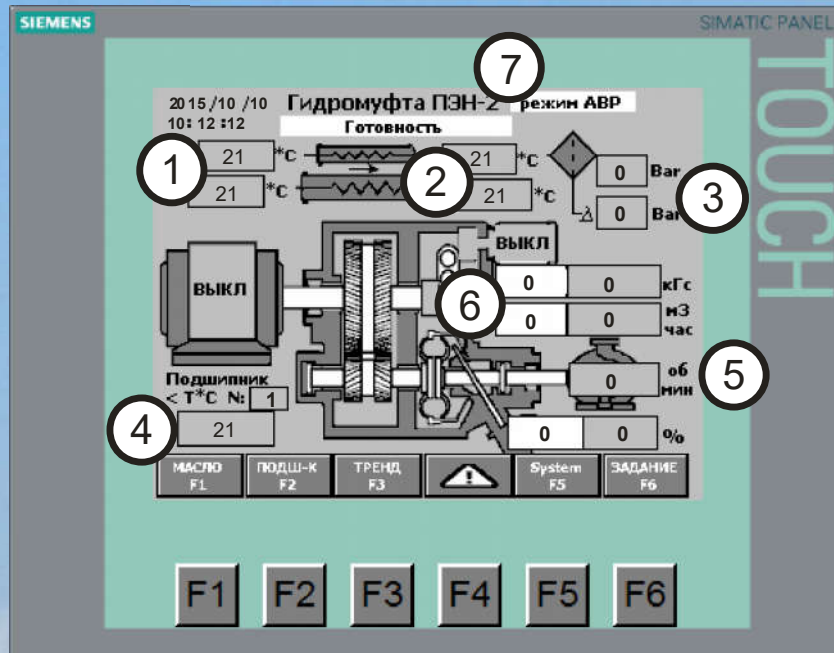 SIEMENS
SIMATIC PANEL
TOUCH
7
2015/10/10
Гидромуфта ПЭН-2
режим АВР
10:12:12
Готовность
1
21 *C
21 *C
2
21 *C
21 *C
0 Bar
0 Bar
3
ВЫКЛ
ВЫКЛ
6
0 0 кГс
0 0 м3
час
Подшипник
< T*C N: 1
4
21
0 об
мин
5
0 0 %
МАСЛО
F1
ПОДШ-К
F2
ТРЕНД
F3
System
F5
ЗАДАНИЕ
F6
F1 F2 F3 F4 F5 F6